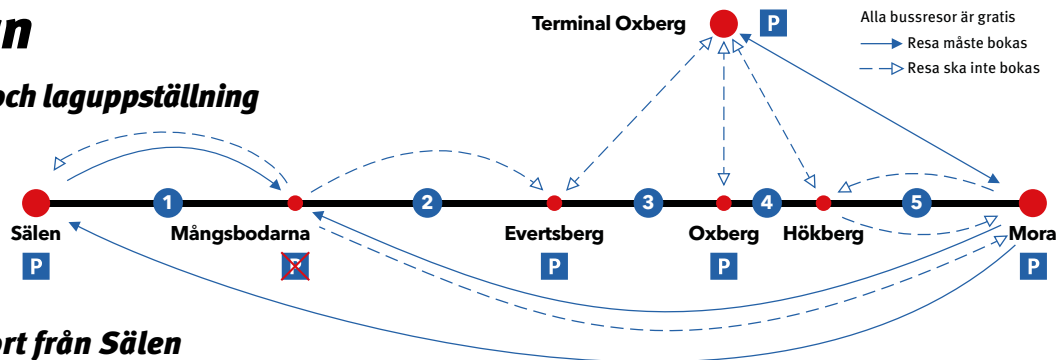 an
och laguppställning
Terminal Oxberg P
Alla bussresor är gratis
Resa måste bokas
Resa ska inte bokas
1 2 3 4 5
Sälen Mångsbodarna Evertsberg Oxberg Hökberg Mora
P P P P P
ort från Sälen